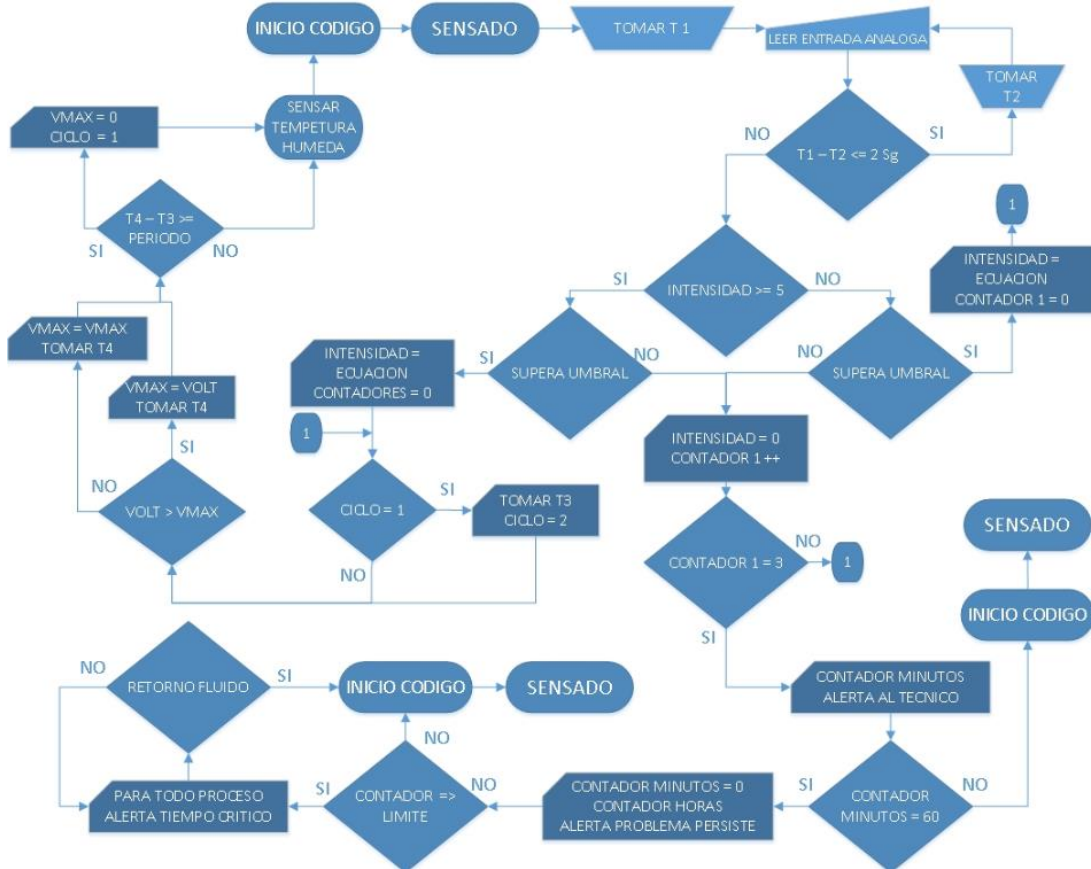 INICIO CODIGO
SENSADO
TOMAR T 1
LEER ENTRADA ANALOGA
TOMAR
T2
VMAX = 0
CICLO = 1
SENSAR
TEMPETURA
HUMEDA
NO
T1 – T2 <= 2 Sg
SI
T4 – T3 >=
PERIODO
SI
NO
1
INTENSIDAD =
ECUACION
CONTADOR 1 = 0
SI
INTENSIDAD >= 5
NO
VMAX = VMAX
TOMAR T4
INTENSIDAD =
ECUACION
CONTADORES = 0
SI
SUPERA UMBRAL
NO
NO
SUPERA UMBRAL
SI
VMAX = VOLT
TOMAR T4
SI
1
INTENSIDAD = 0
CONTADOR 1 ++
NO
VOLT > VMAX
CICLO = 1
SI
TOMAR T3
CICLO = 2
NO
SENSADO
CONTADOR 1 = 3
NO
1
SI
INICIO CODIGO
NO
RETORNO FLUIDO
SI
INICIO CODIGO
SENSADO
CONTADOR MINUTOS
ALERTA AL TECNICO
NO
PARA TODO PROCESO
ALERTA TIEMPO CRITICO
SI
CONTADOR =>
LIMITE
NO
CONTADOR MINUTOS = 0
CONTADOR HORAS
ALERTA PROBLEMA PERSISTE
SI
CONTADOR
MINUTOS = 60
NO